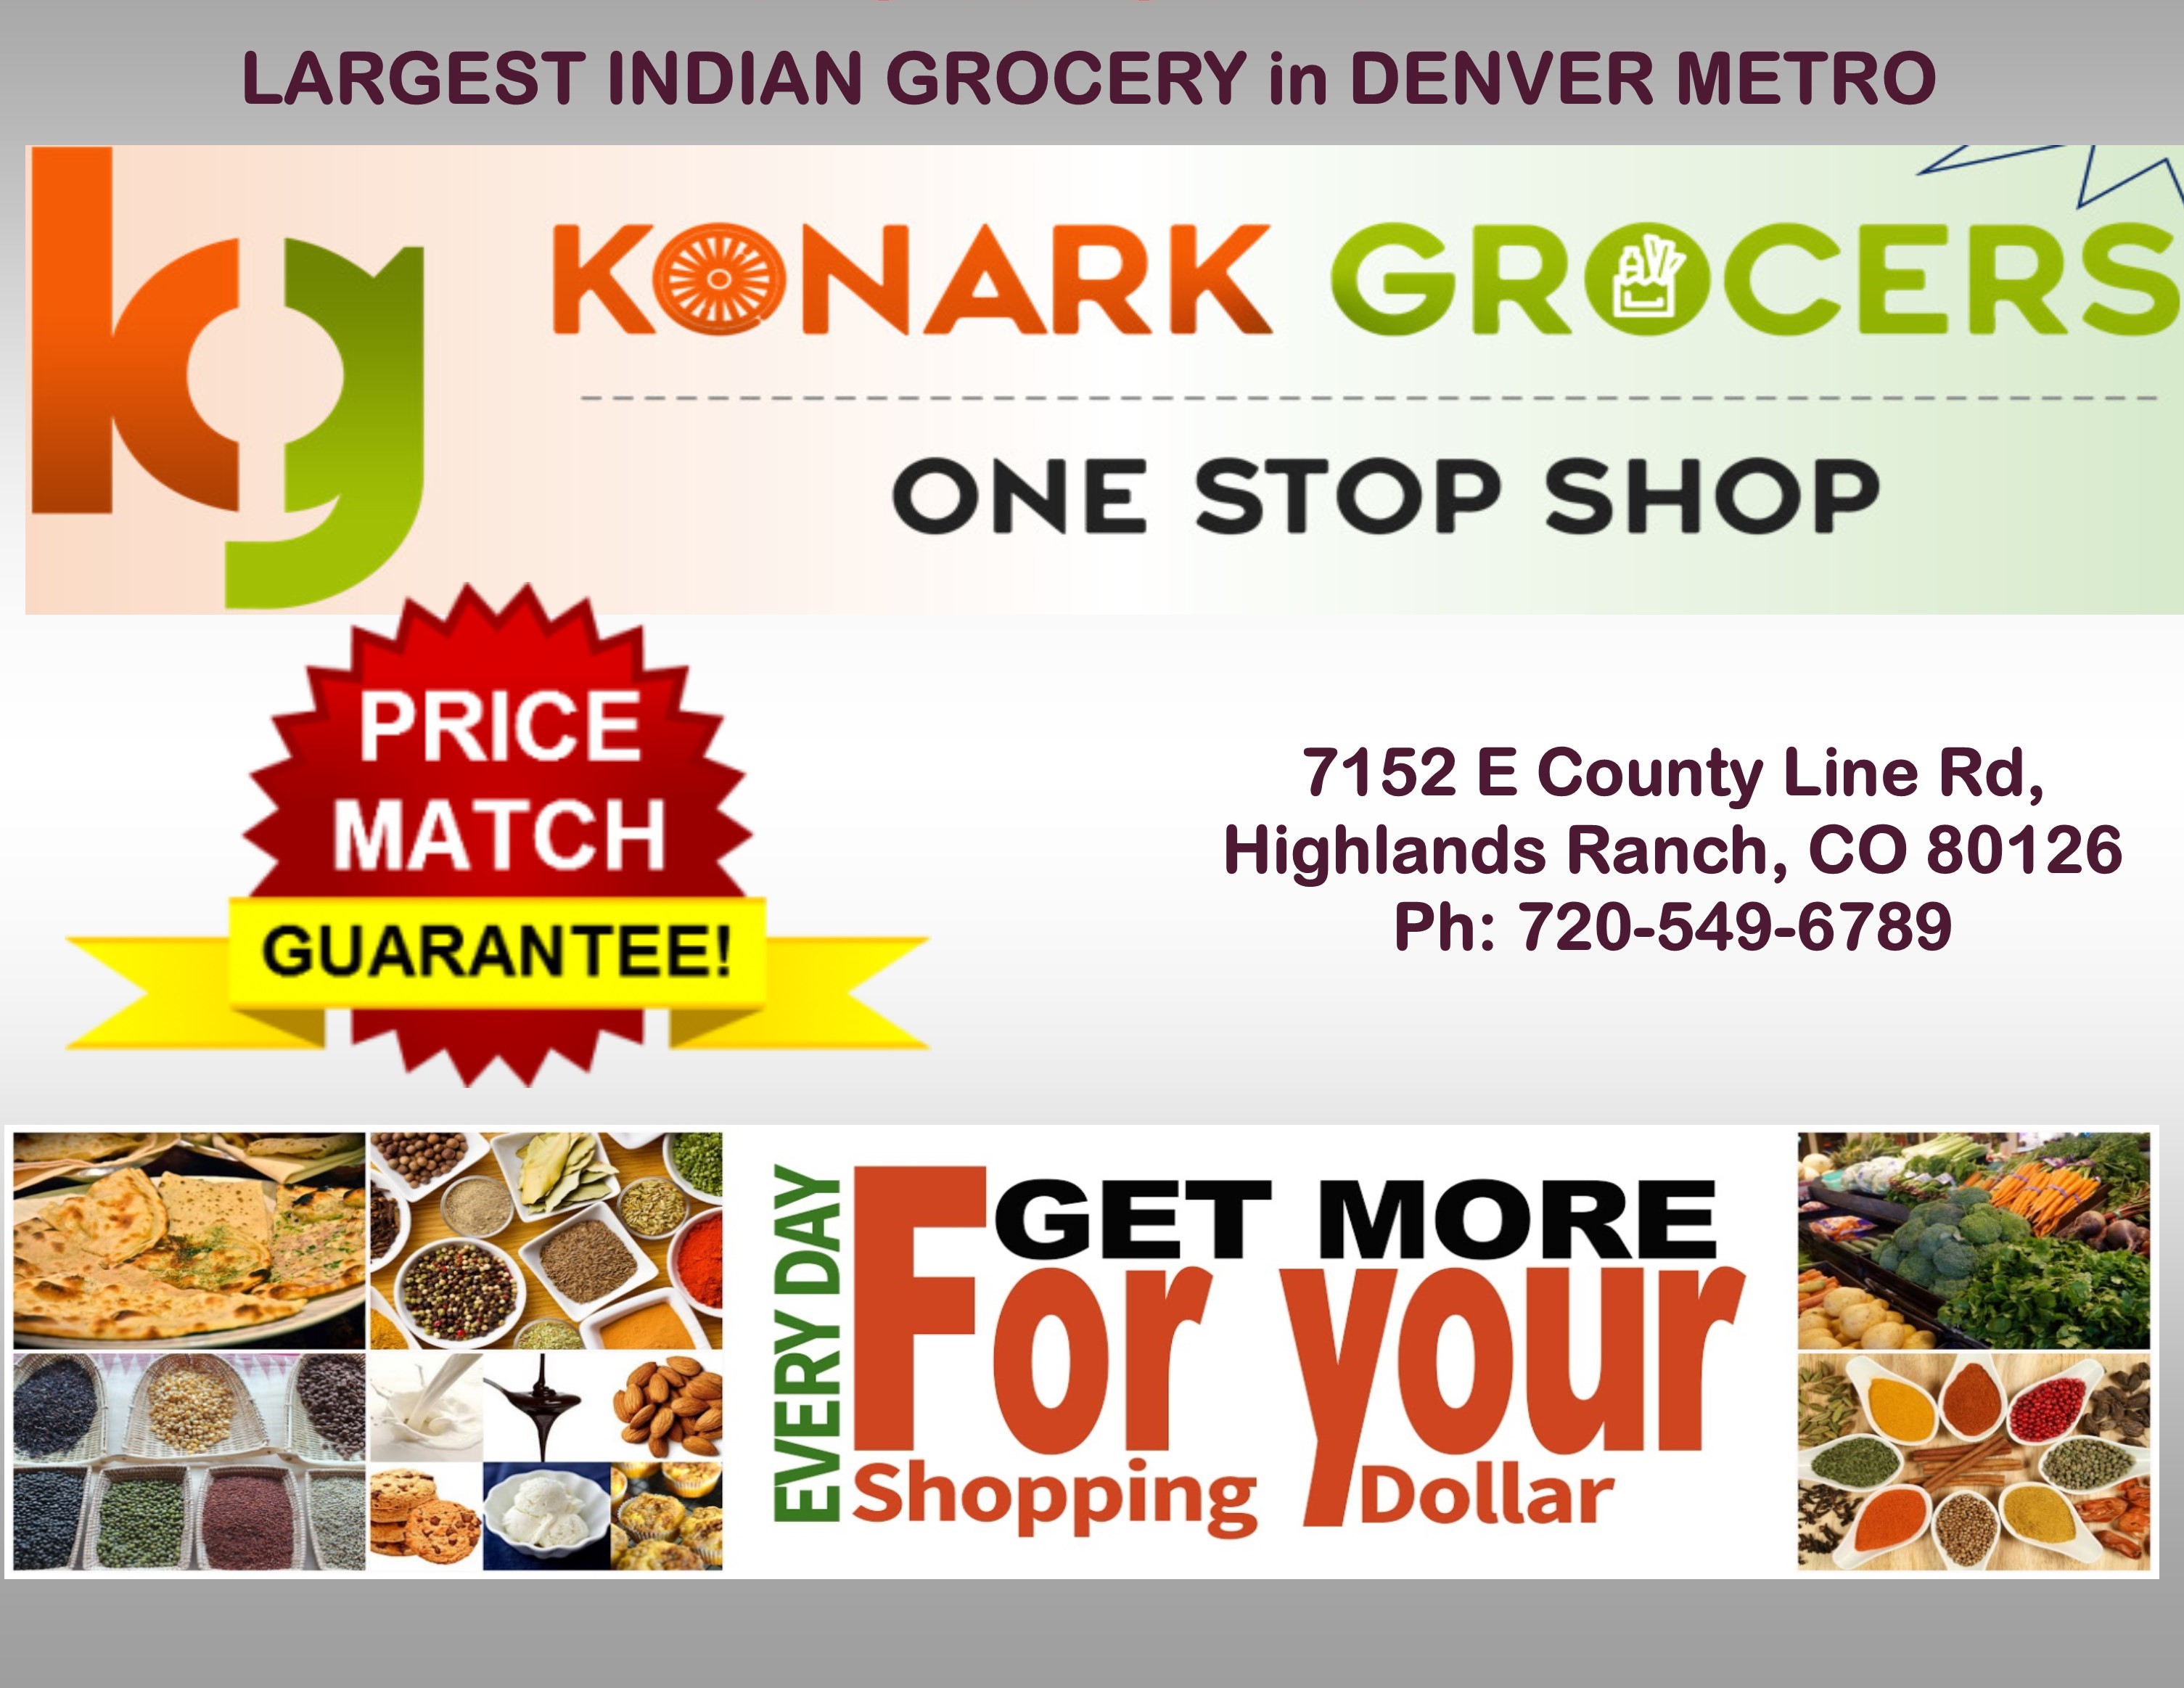 LARGEST INDIAN GROCERY in DENVER METRO
kg
KONARK GROCERS
ONE STOP SHOP
PRICE
MATCH
GUARANTEE!
7152 E County Line Rd,
Highlands Ranch, CO 80126
Ph: 720-549-6789
EVERY DAY
GET MORE
For your
Shopping Dollar